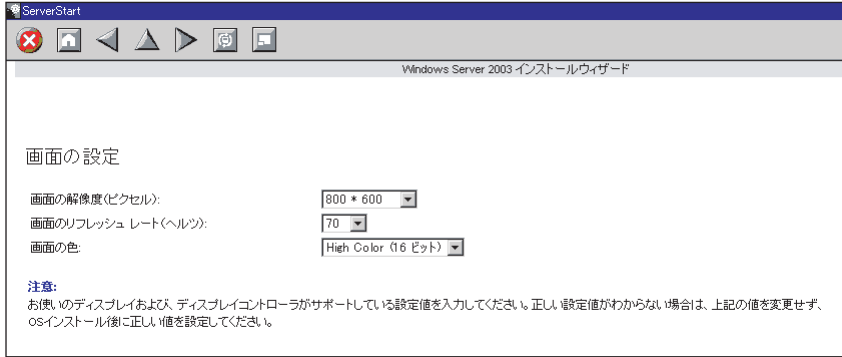 ServerStart
Windows Server 2003 インストールウィザード
画面の設定
画面の解像度(ピクセル): 800 * 600
画面のリフレッシュ レート(ヘルツ): 70
画面の色: High Color (16 ビット)
注意:
お使いのディスプレイおよび、ディスプレイコントローラがサポートしている設定値を入力してください。正しい設定値がわからない場合は、上記の値を変更せず、
OSインストール後に正しい値を設定してください。